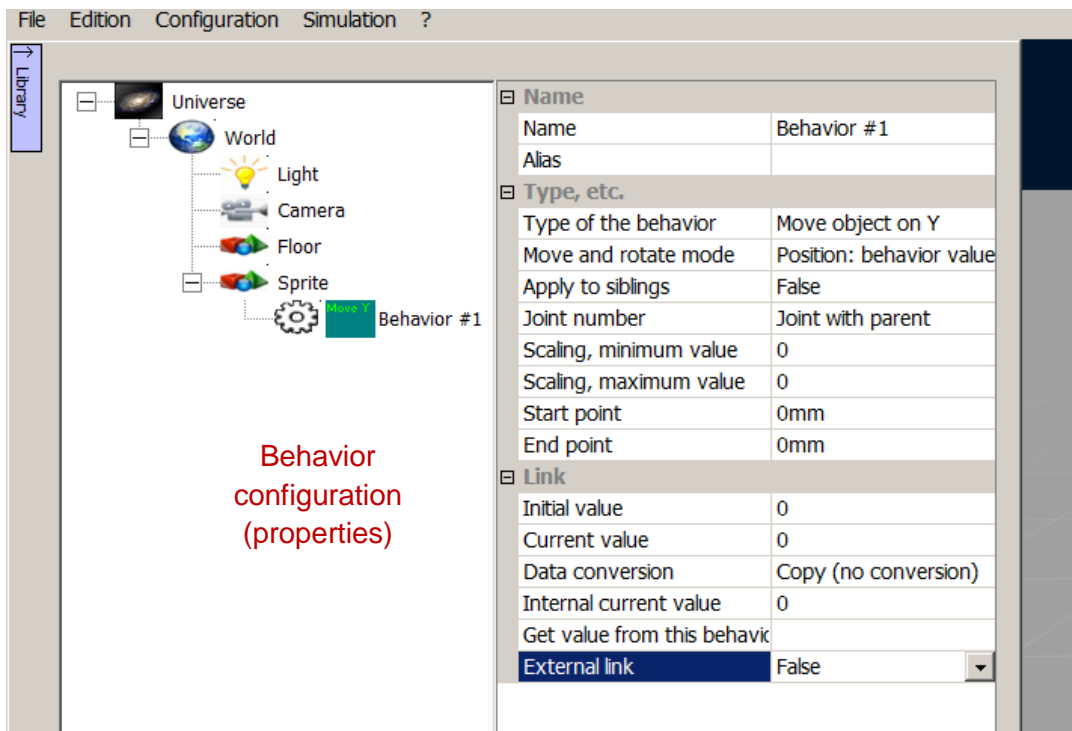 File Edition Configuration Simulation ?
↑ Library
Universe
World
Light
Camera
Floor
Sprite
Move Y Behavior #1
Behavior
configuration
(properties)
Name
Name Behavior #1
Alias
Type, etc.
Type of the behavior Move object on Y
Move and rotate mode Position: behavior value
Apply to siblings False
Joint number Joint with parent
Scaling, minimum value 0
Scaling, maximum value 0
Start point 0mm
End point 0mm
Link
Initial value 0
Current value 0
Data conversion Copy (no conversion)
Internal current value 0
Get value from this behavic
External link False